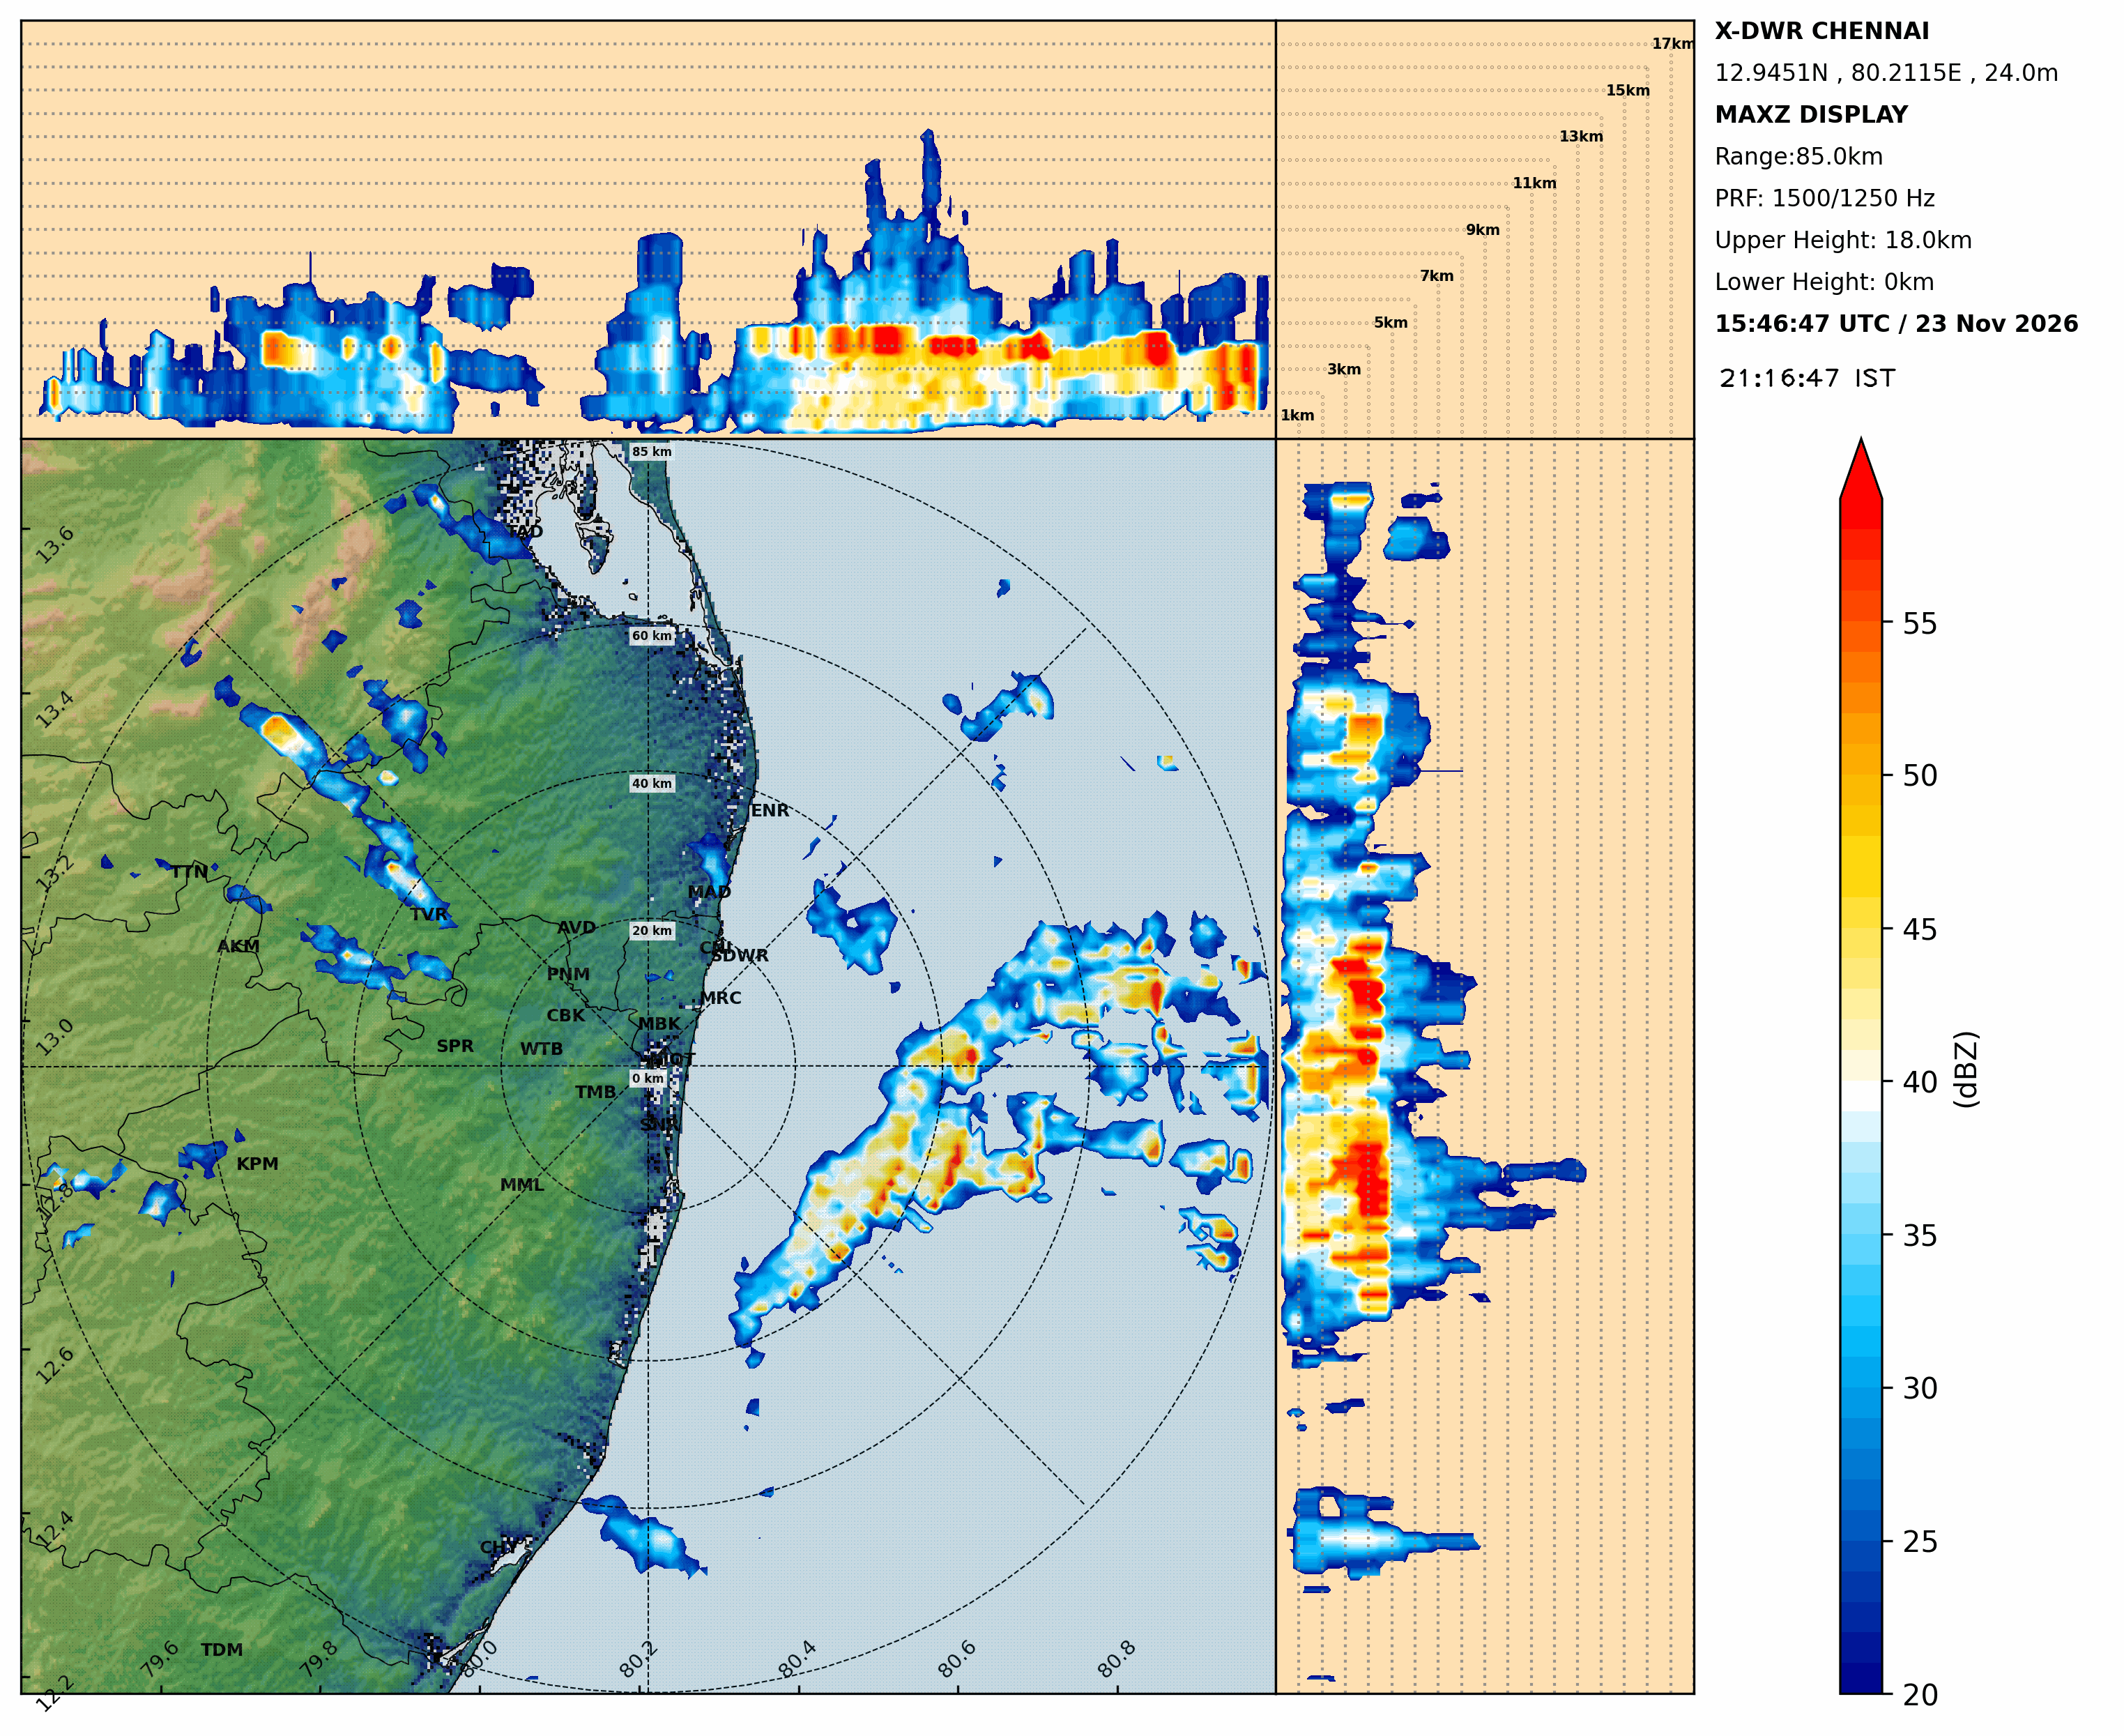 X-DWR CHENNAI
12.9451N , 80.2115E , 24.0m
MAXZ DISPLAY
Range:85.0km
PRF: 1500/1250 Hz
Upper Height: 18.0km
Lower Height: 0km
15:46:47 UTC / 23 Nov 2026
21:16:47 IST
17km
15km
13km
11km
9km
7km
5km
3km
1km
85 km
60 km
40 km
20 km
0 km
TAD
ENR
MAD
TTN
TVR
AVD
AKM
SDWR
PNM
MRC
CBK
MBK
SPR
WTB
TMB
SNR
KPM
MML
CHY
TDM
13.6
13.4
13.2
13.0
12.8
12.6
12.4
12.2
79.6
79.8
80.0
80.2
80.4
80.6
80.8
55
50
45
40
35
30
25
20
(dBZ)